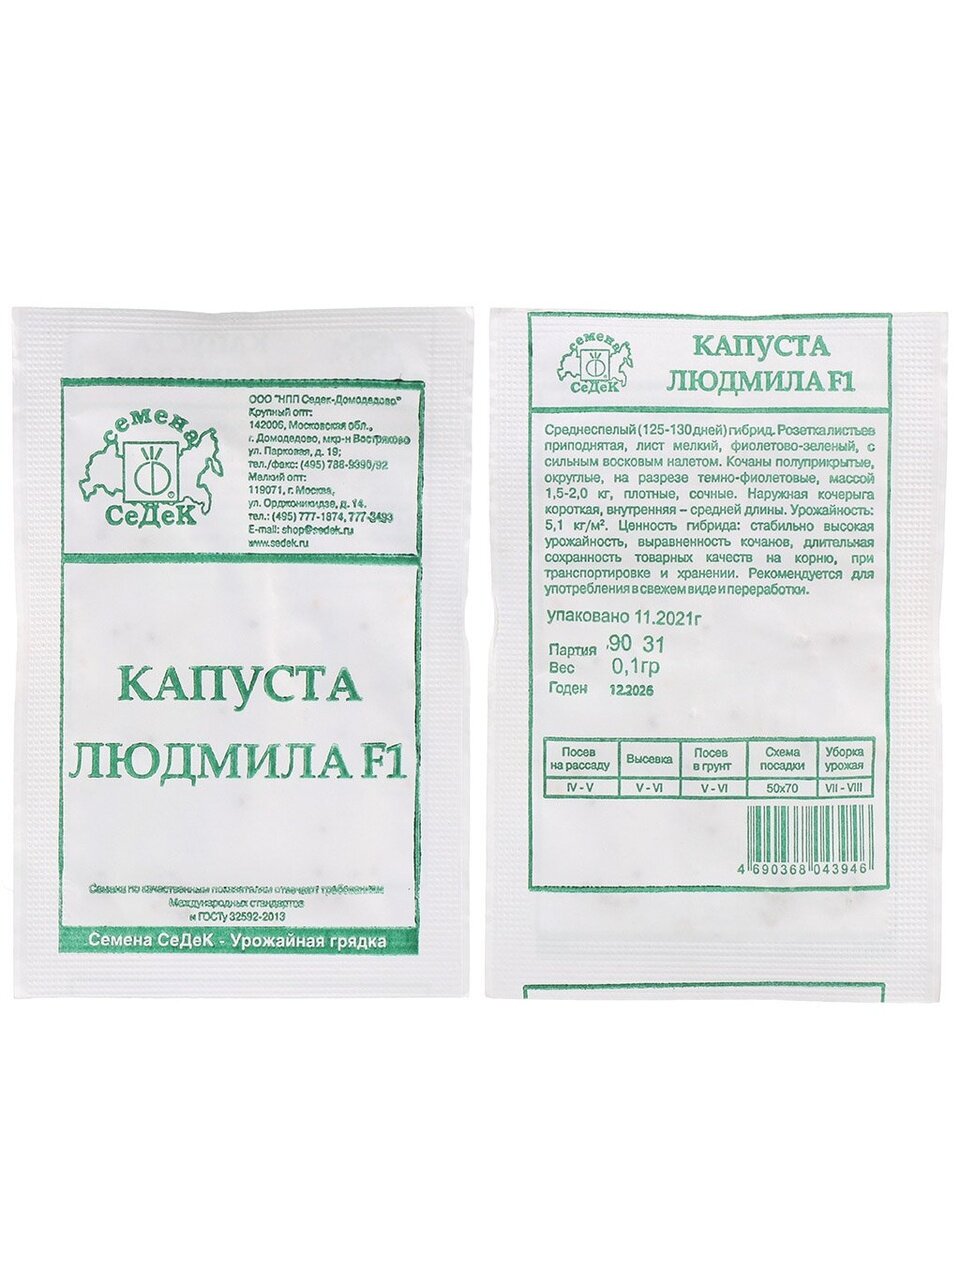 семена
СеДеК
ООО "НПП Седек-Домодедово"
Крупный опт:
142006, Московская обл.,
г. Домодедово, мкр-н Востряково
ул. Парковая, д. 19;
тел./факс: (495) 788-9390/92
Мелкий опт:
119071, г. Москва,
ул. Орджоникидзе, д. 14.
тел.: (495) 777-1874, 777-3493
E-mail: shop@sedek.ru
www.sedek.ru
КАПУСТА
ЛЮДМИЛА F1
Семена по качественным показателям отвечают требованиям
Международных стандартов
и ГОСТу 32592-2013
Семена СеДеК - Урожайная грядка
семена
СеДеК
КАПУСТА
ЛЮДМИЛА F1
Среднеспелый (125-130 дней) гибрид. Розетка листьев
приподнятая, лист мелкий, фиолетово-зеленый, с
сильным восковым налетом. Кочаны полуприкрытые,
округлые, на разрезе темно-фиолетовые, массой
1,5-2,0 кг, плотные, сочные. Наружная кочерыга
короткая, внутренняя – средней длины. Урожайность:
5,1 кг/м². Ценность гибрида: стабильно высокая
урожайность, выравненность кочанов, длительная
сохранность товарных качеств на корню, при
транспортировке и хранении. Рекомендуется для
употребления в свежем виде и переработки.
упаковано 11.2021г
Партия 90 31
Вес 0,1гр
Годен 12.2026
Посев на рассаду Высевка Посев в грунт Схема посадки Уборка урожая
IV - V V - VI V - VI 50x70 VII - VIII
4 690368 043946
КАПУСТА